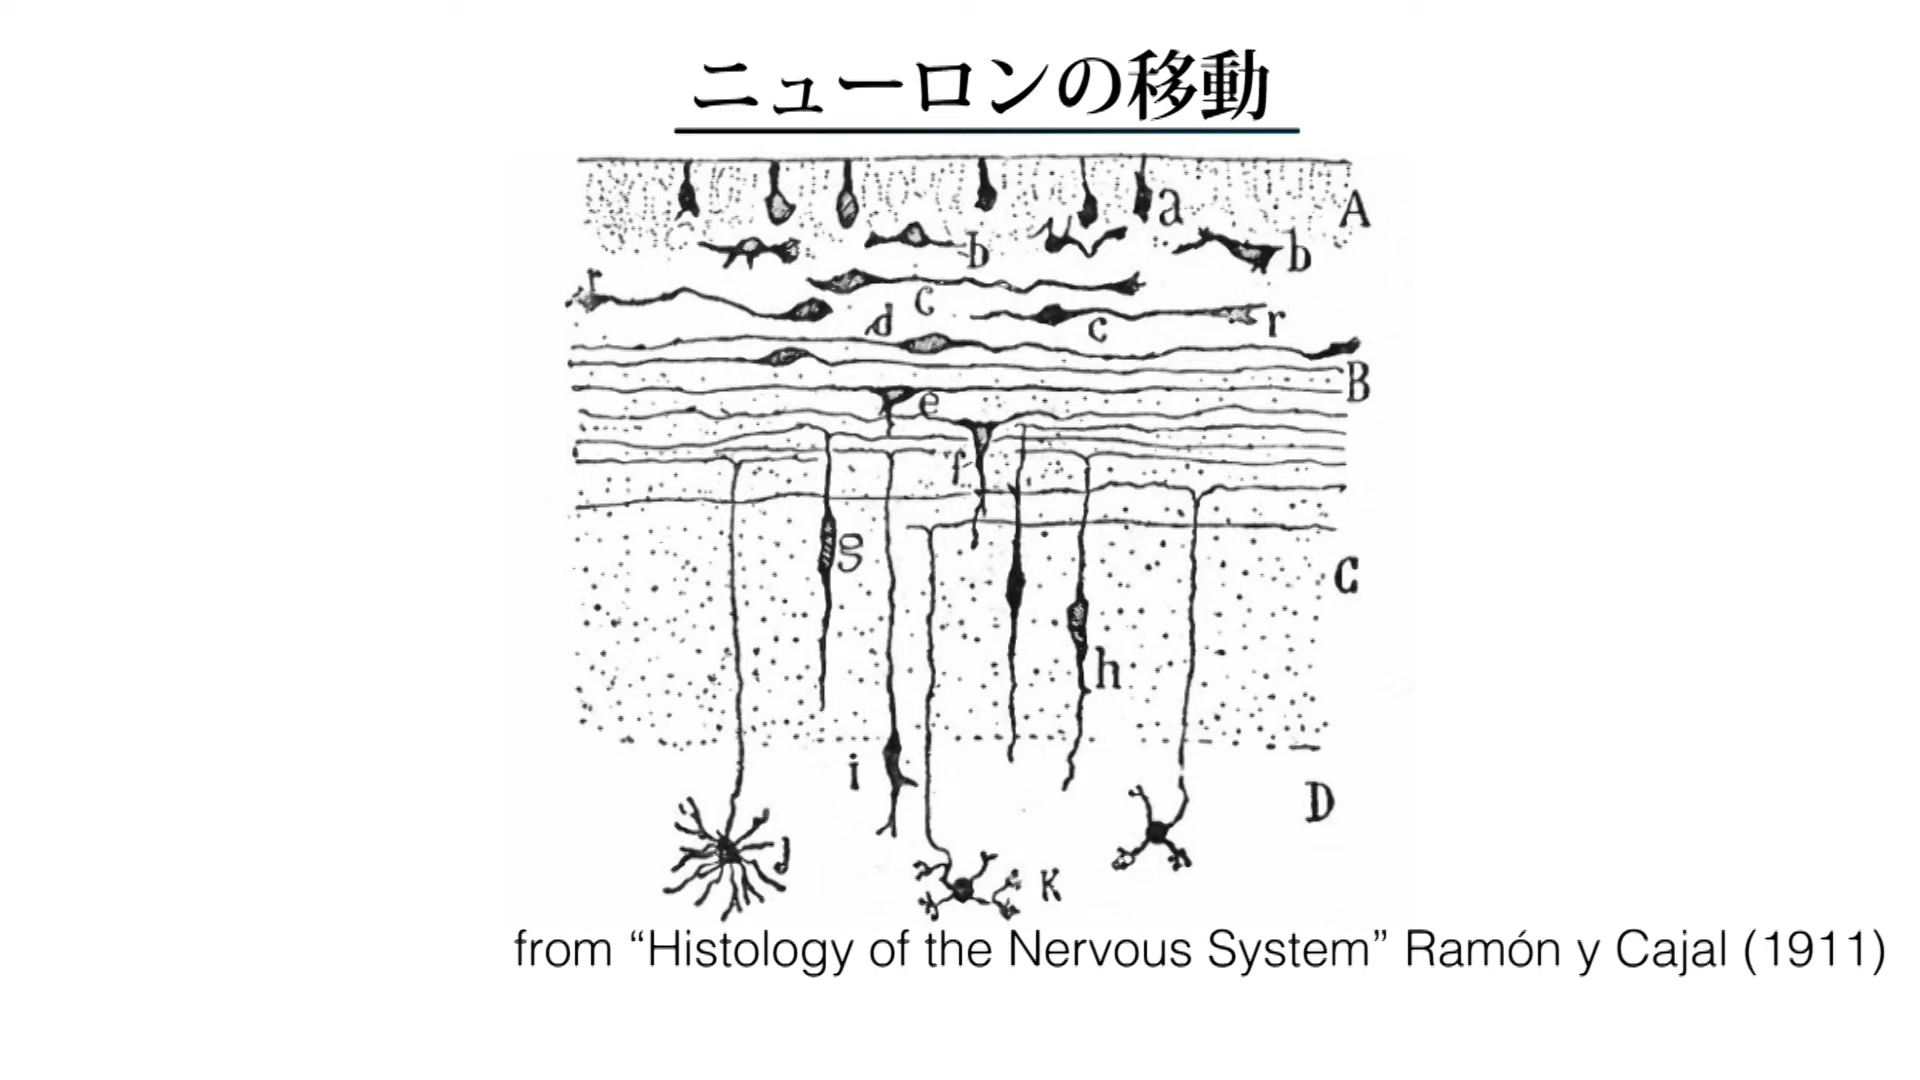 ニューロンの移動
a
A
b
b
r
c
d
c
r
B
e
f
g
C
h
i
D
J
K
from “Histology of the Nervous System” Ramón y Cajal (1911)